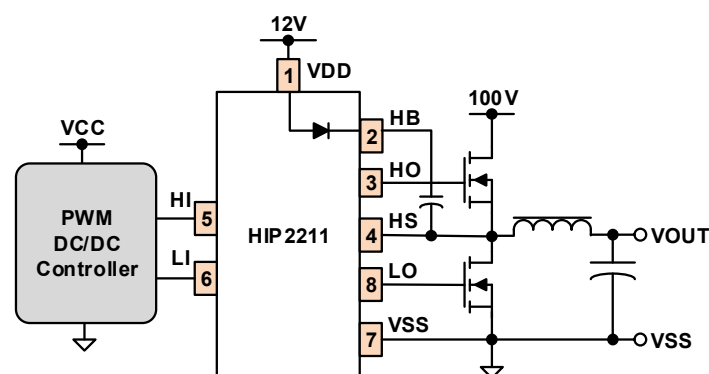 12V
1 VDD
100V
VCC
HB
2
HO
3
HI
5
PWM
DC/DC
Controller
HIP2211
HS
4
VOUT
LI
6
LO
8
VSS
7
VSS